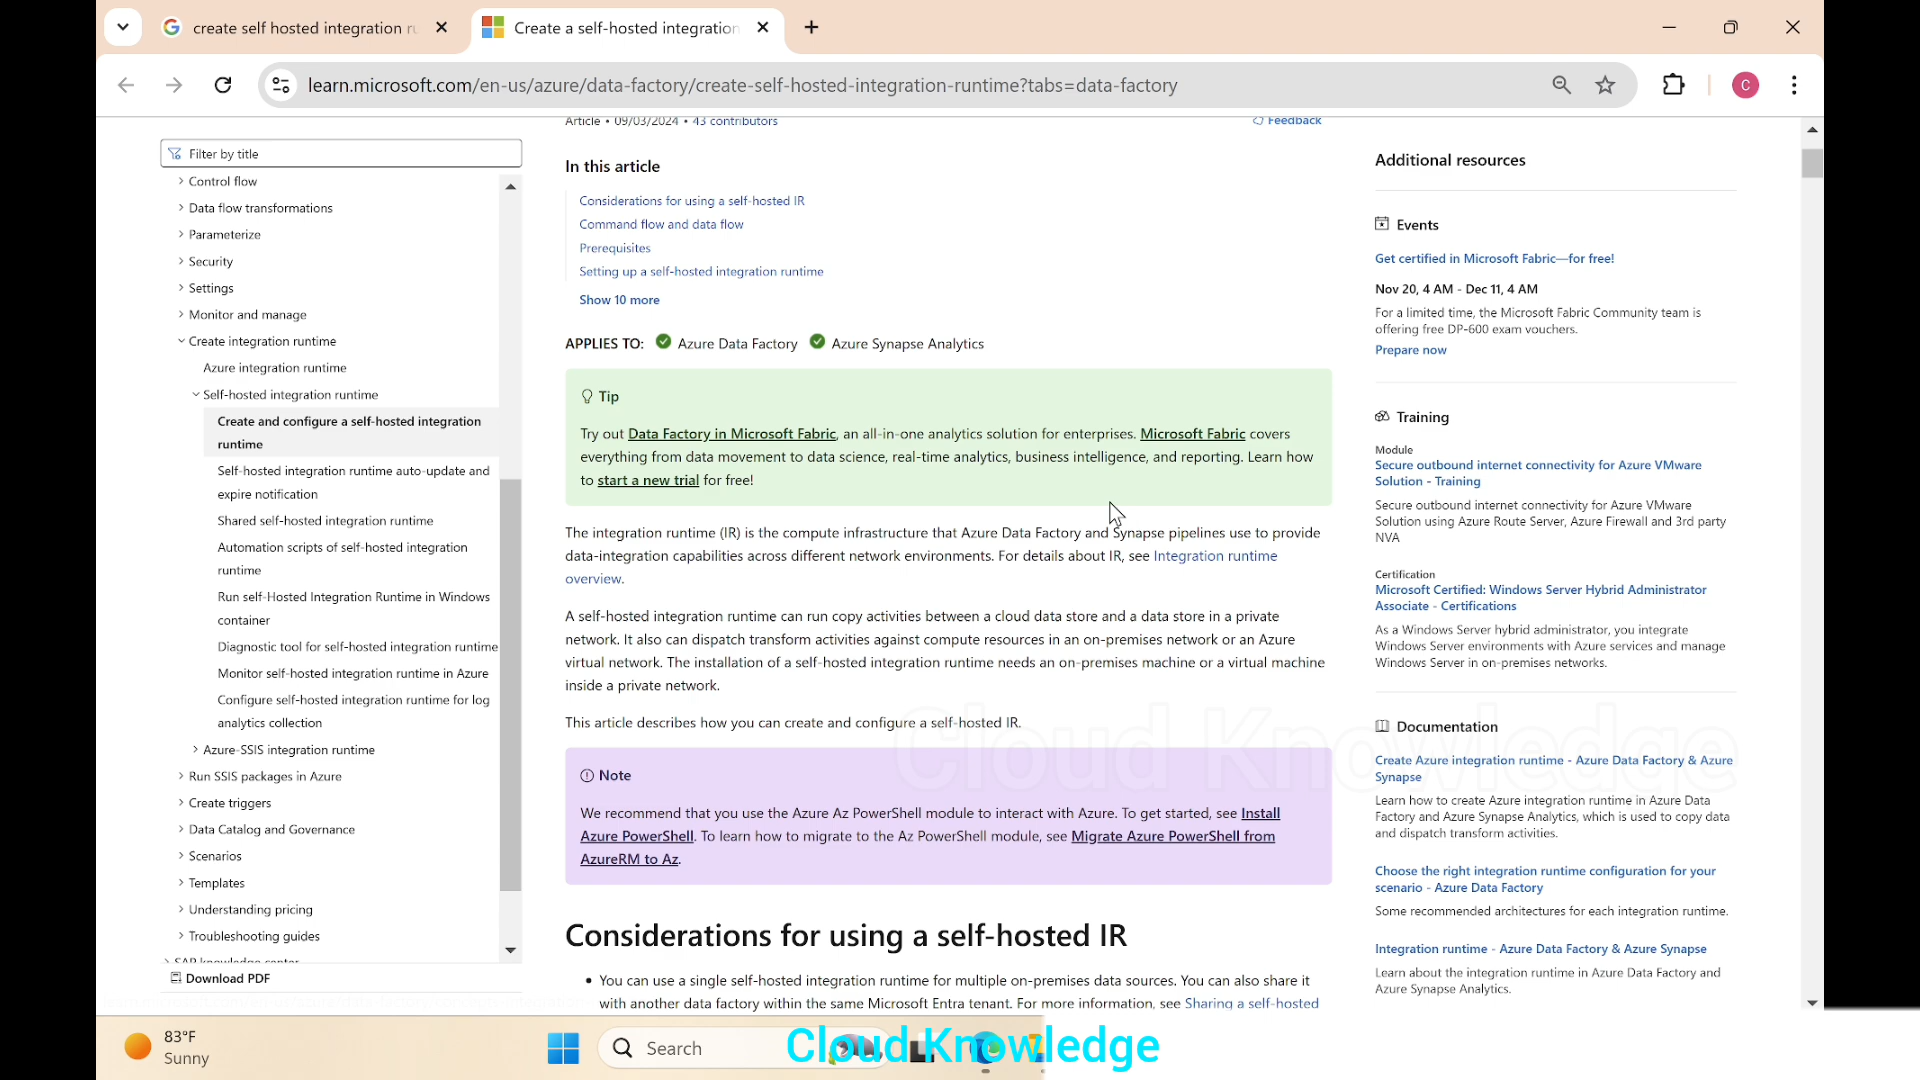 create self hosted integration ru
Create a self-hosted integration
learn.microsoft.com/en-us/azure/data-factory/create-self-hosted-integration-runtime?tabs=data-factory
C
Filter by title
Control flow
Data flow transformations
Parameterize
Security
Settings
Monitor and manage
Create integration runtime
Azure integration runtime
Self-hosted integration runtime
Create and configure a self-hosted integration
runtime
Self-hosted integration runtime auto-update and
expire notification
Shared self-hosted integration runtime
Automation scripts of self-hosted integration
runtime
Run self-Hosted Integration Runtime in Windows
container
Diagnostic tool for self-hosted integration runtime
Monitor self-hosted integration runtime in Azure
Configure self-hosted integration runtime for log
analytics collection
Azure-SSIS integration runtime
Run SSIS packages in Azure
Create triggers
Data Catalog and Governance
Scenarios
Templates
Understanding pricing
Troubleshooting guides
SAP knowledge center
Download PDF
Article • 09/03/2024 • 43 contributors
Feedback
In this article
Considerations for using a self-hosted IR
Command flow and data flow
Prerequisites
Setting up a self-hosted integration runtime
Show 10 more
APPLIES TO: Azure Data Factory Azure Synapse Analytics
Tip
Try out Data Factory in Microsoft Fabric, an all-in-one analytics solution for enterprises. Microsoft Fabric covers
everything from data movement to data science, real-time analytics, business intelligence, and reporting. Learn how
to start a new trial for free!
The integration runtime (IR) is the compute infrastructure that Azure Data Factory and Synapse pipelines use to provide
data-integration capabilities across different network environments. For details about IR, see Integration runtime
overview.
A self-hosted integration runtime can run copy activities between a cloud data store and a data store in a private
network. It also can dispatch transform activities against compute resources in an on-premises network or an Azure
virtual network. The installation of a self-hosted integration runtime needs an on-premises machine or a virtual machine
inside a private network.
This article describes how you can create and configure a self-hosted IR.
Note
We recommend that you use the Azure Az PowerShell module to interact with Azure. To get started, see Install
Azure PowerShell. To learn how to migrate to the Az PowerShell module, see Migrate Azure PowerShell from
AzureRM to Az.
Considerations for using a self-hosted IR
• You can use a single self-hosted integration runtime for multiple on-premises data sources. You can also share it
with another data factory within the same Microsoft Entra tenant. For more information, see Sharing a self-hosted
Additional resources
Events
Get certified in Microsoft Fabric—for free!
Nov 20, 4 AM - Dec 11, 4 AM
For a limited time, the Microsoft Fabric Community team is
offering free DP-600 exam vouchers.
Prepare now
Training
Module
Secure outbound internet connectivity for Azure VMware
Solution - Training
Secure outbound internet connectivity for Azure VMware
Solution using Azure Route Server, Azure Firewall and 3rd party
NVA
Certification
Microsoft Certified: Windows Server Hybrid Administrator
Associate - Certifications
As a Windows Server hybrid administrator, you integrate
Windows Server environments with Azure services and manage
Windows Server in on-premises networks.
Documentation
Create Azure integration runtime - Azure Data Factory & Azure
Synapse
Learn how to create Azure integration runtime in Azure Data
Factory and Azure Synapse Analytics, which is used to copy data
and dispatch transform activities.
Choose the right integration runtime configuration for your
scenario - Azure Data Factory
Some recommended architectures for each integration runtime.
Integration runtime - Azure Data Factory & Azure Synapse
Learn about the integration runtime in Azure Data Factory and
Azure Synapse Analytics.
Cloud Knowledge
83°F
Sunny
Search
Cloud Knowledge